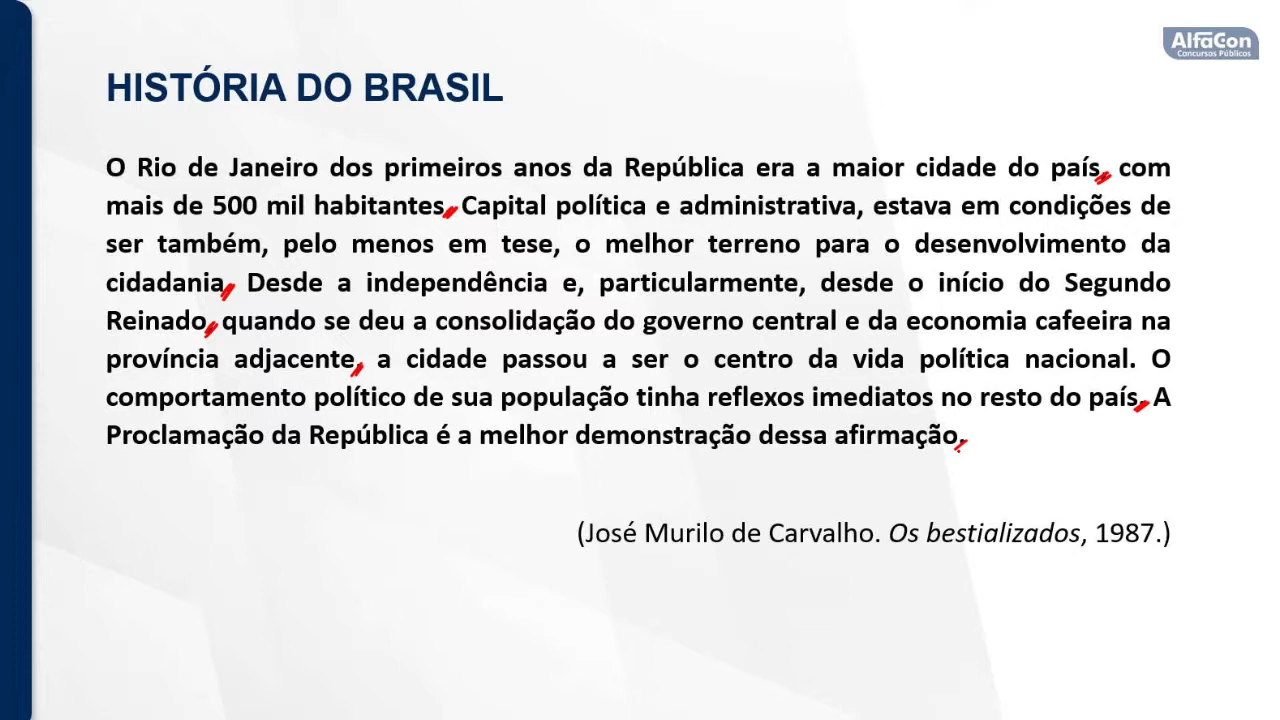 AlfaCon
Concursos Públicos
HISTÓRIA DO BRASIL
O Rio de Janeiro dos primeiros anos da República era a maior cidade do país, com
mais de 500 mil habitantes. Capital política e administrativa, estava em condições de
ser também, pelo menos em tese, o melhor terreno para o desenvolvimento da
cidadania. Desde a independência e, particularmente, desde o início do Segundo
Reinado, quando se deu a consolidação do governo central e da economia cafeeira na
província adjacente, a cidade passou a ser o centro da vida política nacional. O
comportamento político de sua população tinha reflexos imediatos no resto do país. A
Proclamação da República é a melhor demonstração dessa afirmação.
(José Murilo de Carvalho. Os bestializados, 1987.)